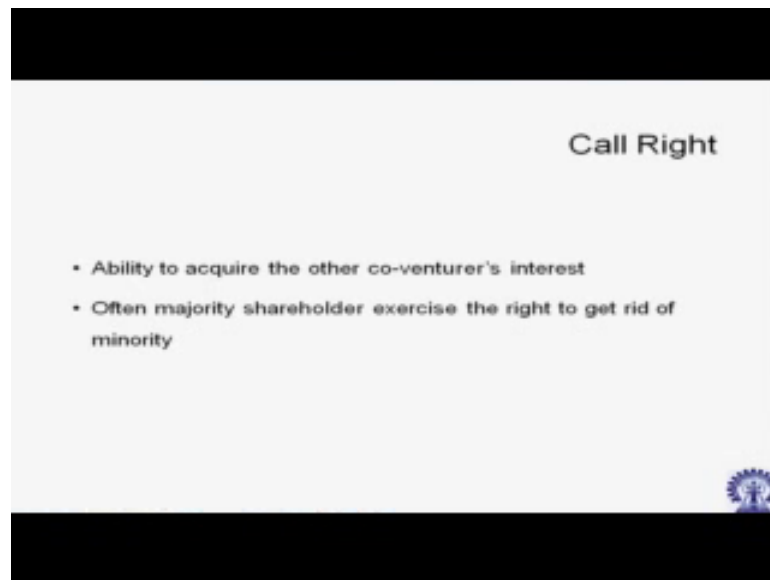 Call Right
• Ability to acquire the other co-venturer's interest
• Often majority shareholder exercise the right to get rid of
minority